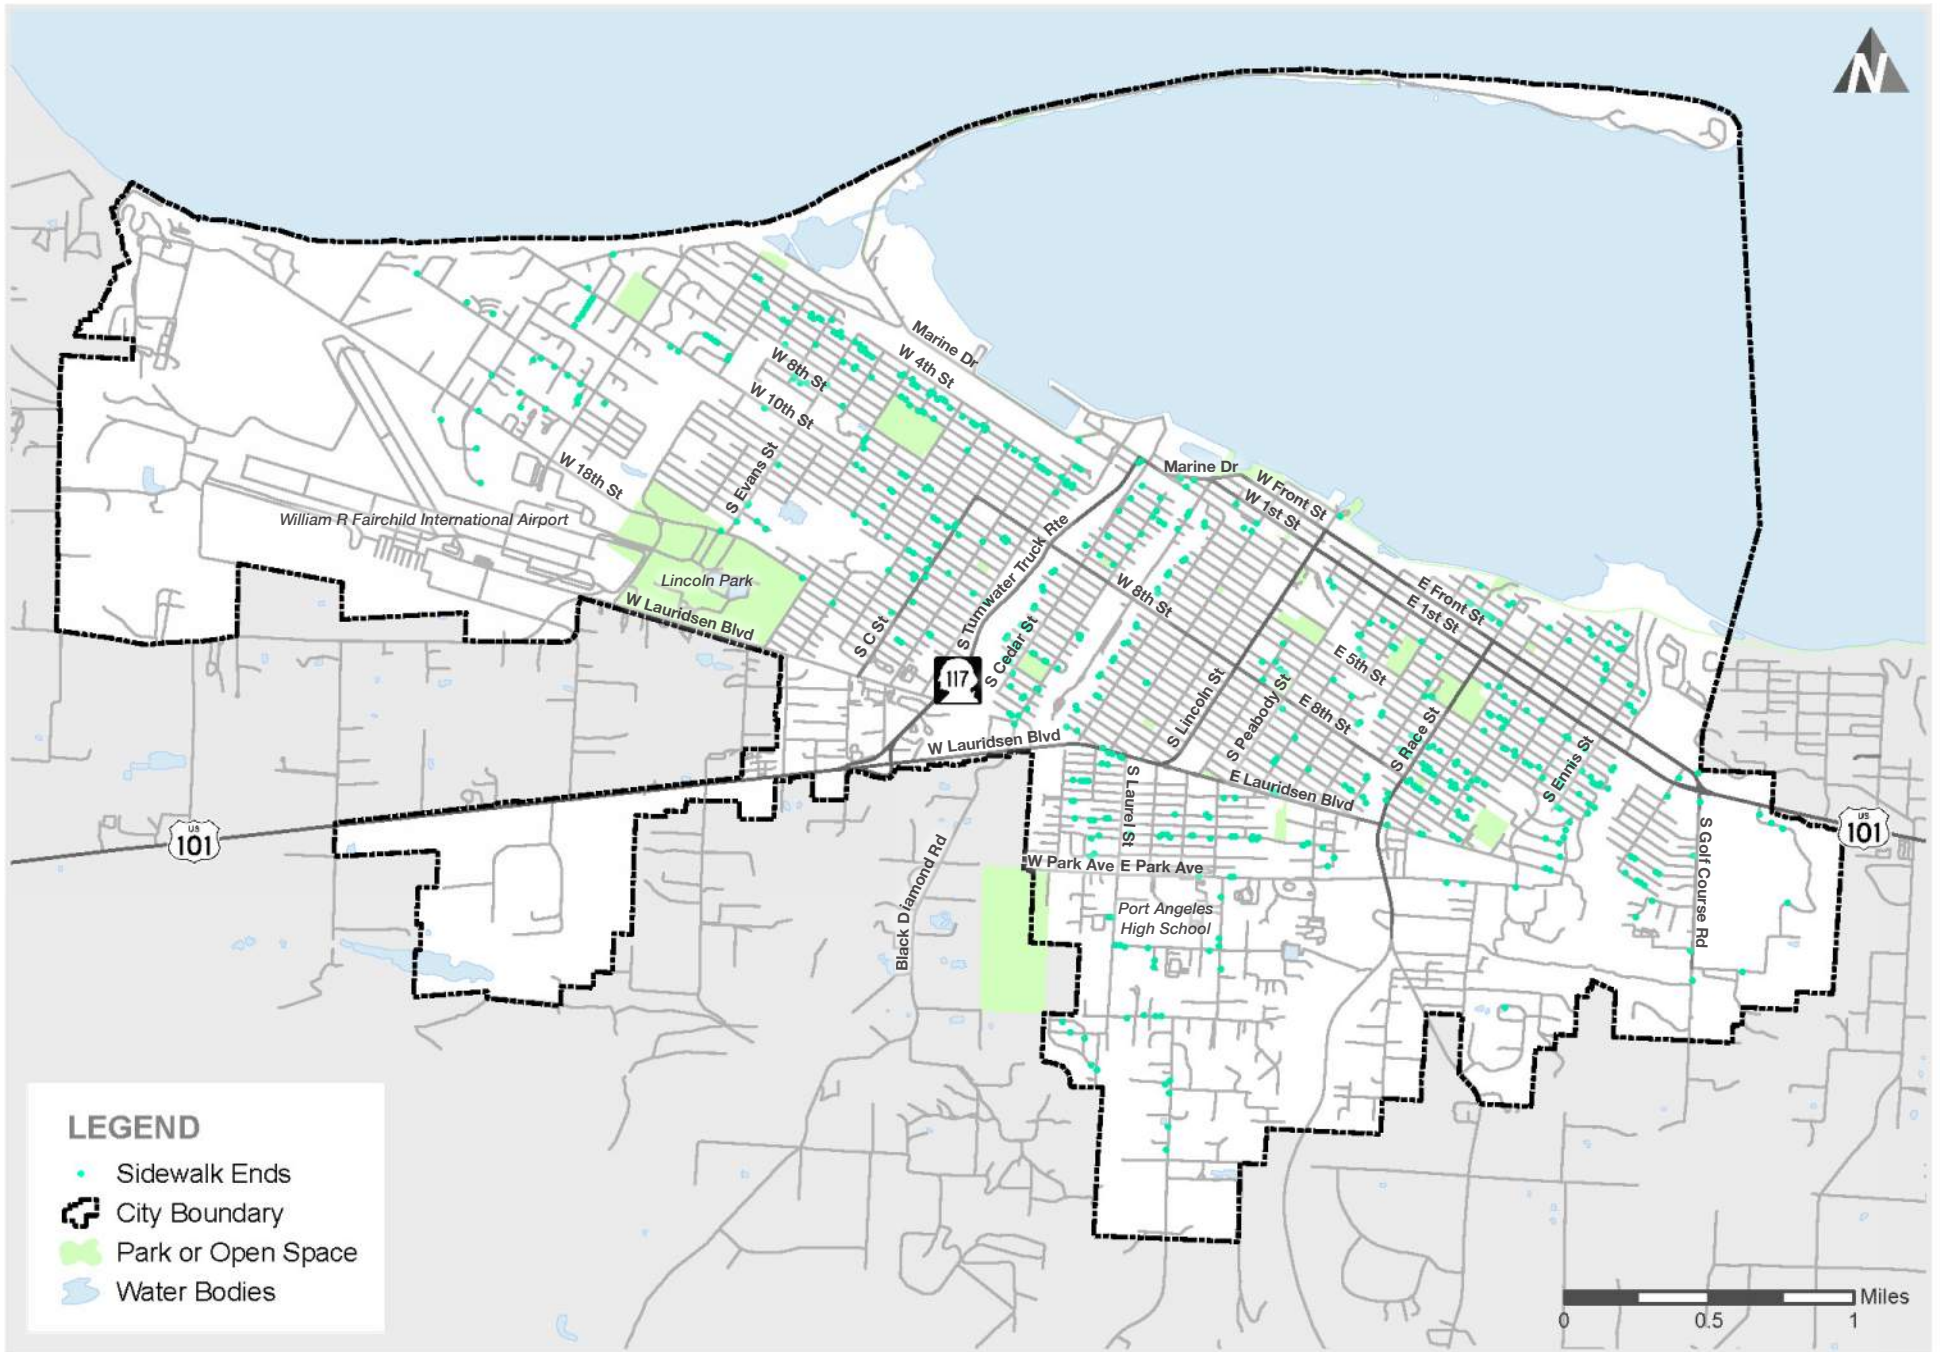 N
Marine Dr
W 4th St
W 8th St
W 10th St
S Evans St
W 18th St
Marine Dr
W Front St
W 1st St
William R Fairchild International Airport
S Tumwater Truck Rte
Lincoln Park
W 8th St
E Front St
E 1st St
W Lauridsen Blvd
S C St
S Cedar St
E 5th St
117
S Lincoln St
S Peabody St
E 8th St
S Race St
W Lauridsen Blvd
S Ennis St
E Lauridsen Blvd
S Laurel St
US
101
US
101
S Golf Course Rd
Black Diamond Rd
W Park Ave E Park Ave
Port Angeles
High School
LEGEND
Sidewalk Ends
City Boundary
Park or Open Space
Water Bodies
Miles
0 0.5 1